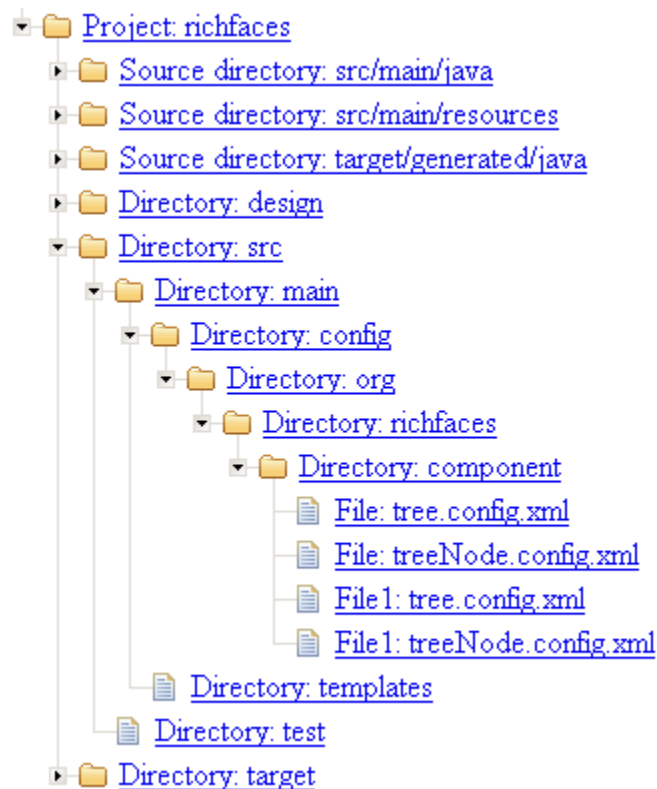 Project: richfaces
Source directory: src/main/java
Source directory: src/main/resources
Source directory: target/generated/java
Directory: design
Directory: src
Directory: main
Directory: config
Directory: org
Directory: richfaces
Directory: component
File: tree.config.xml
File: treeNode.config.xml
File1: tree.config.xml
File1: treeNode.config.xml
Directory: templates
Directory: test
Directory: target